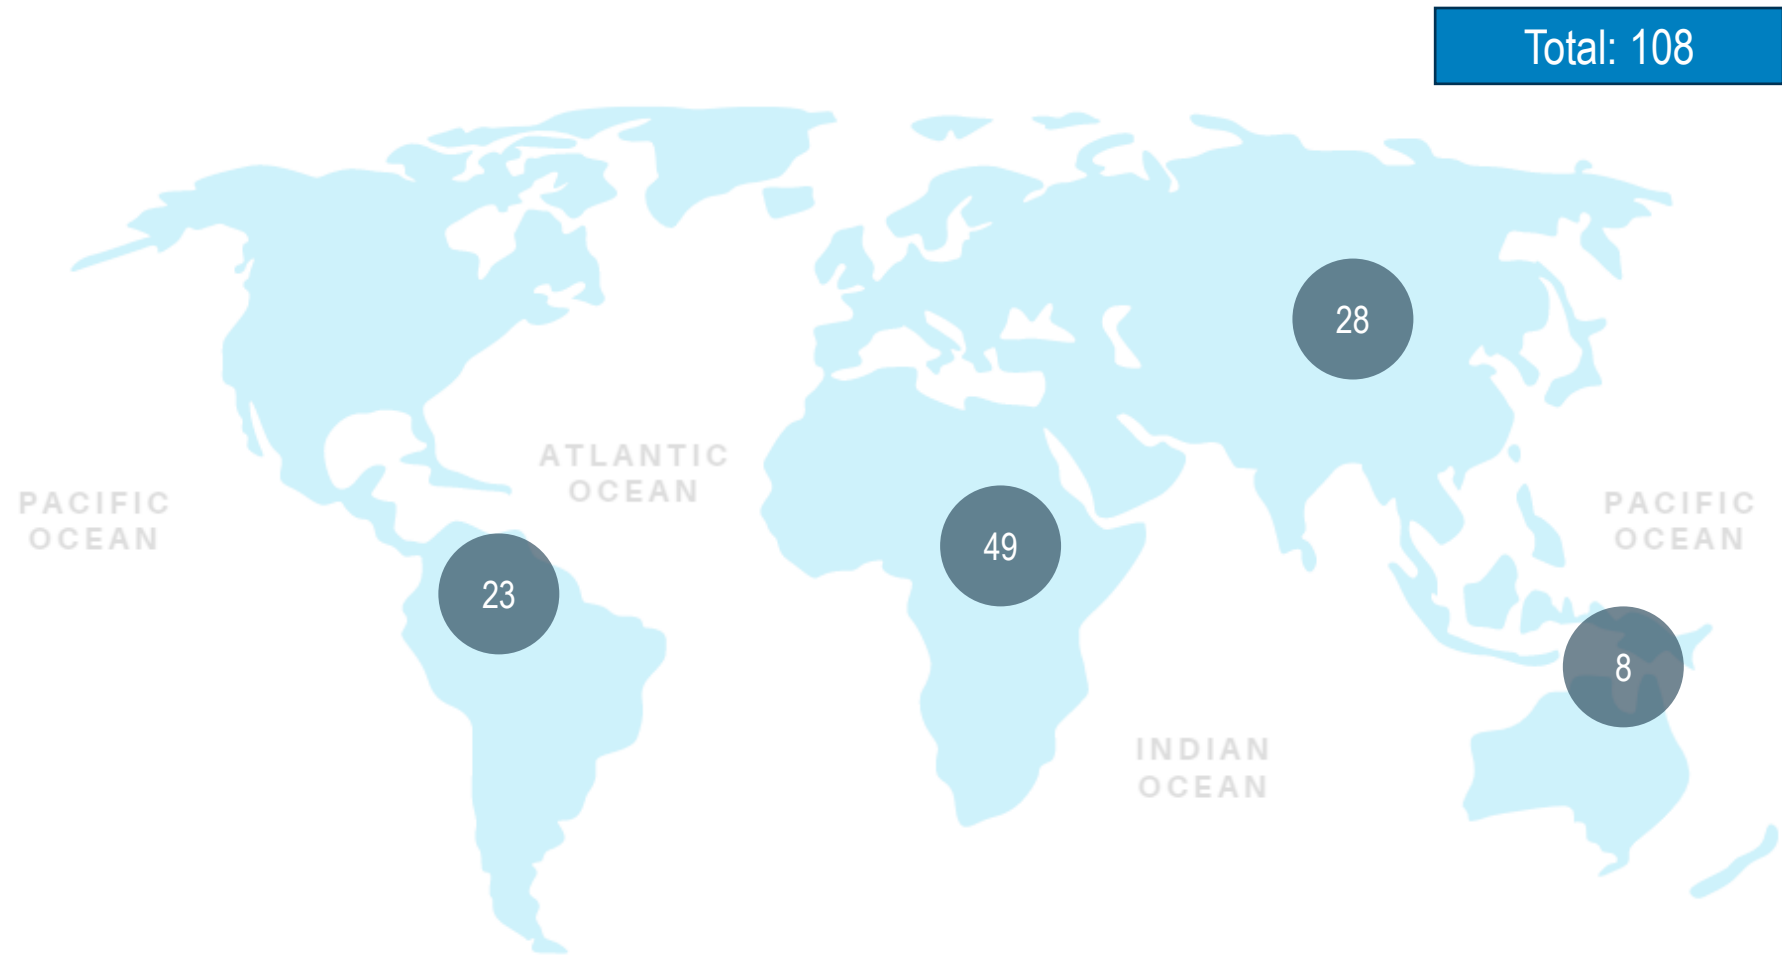 Total: 108
28
ATLANTIC
OCEAN
PACIFIC
OCEAN
PACIFIC
OCEAN
49
23
8
INDIAN
OCEAN